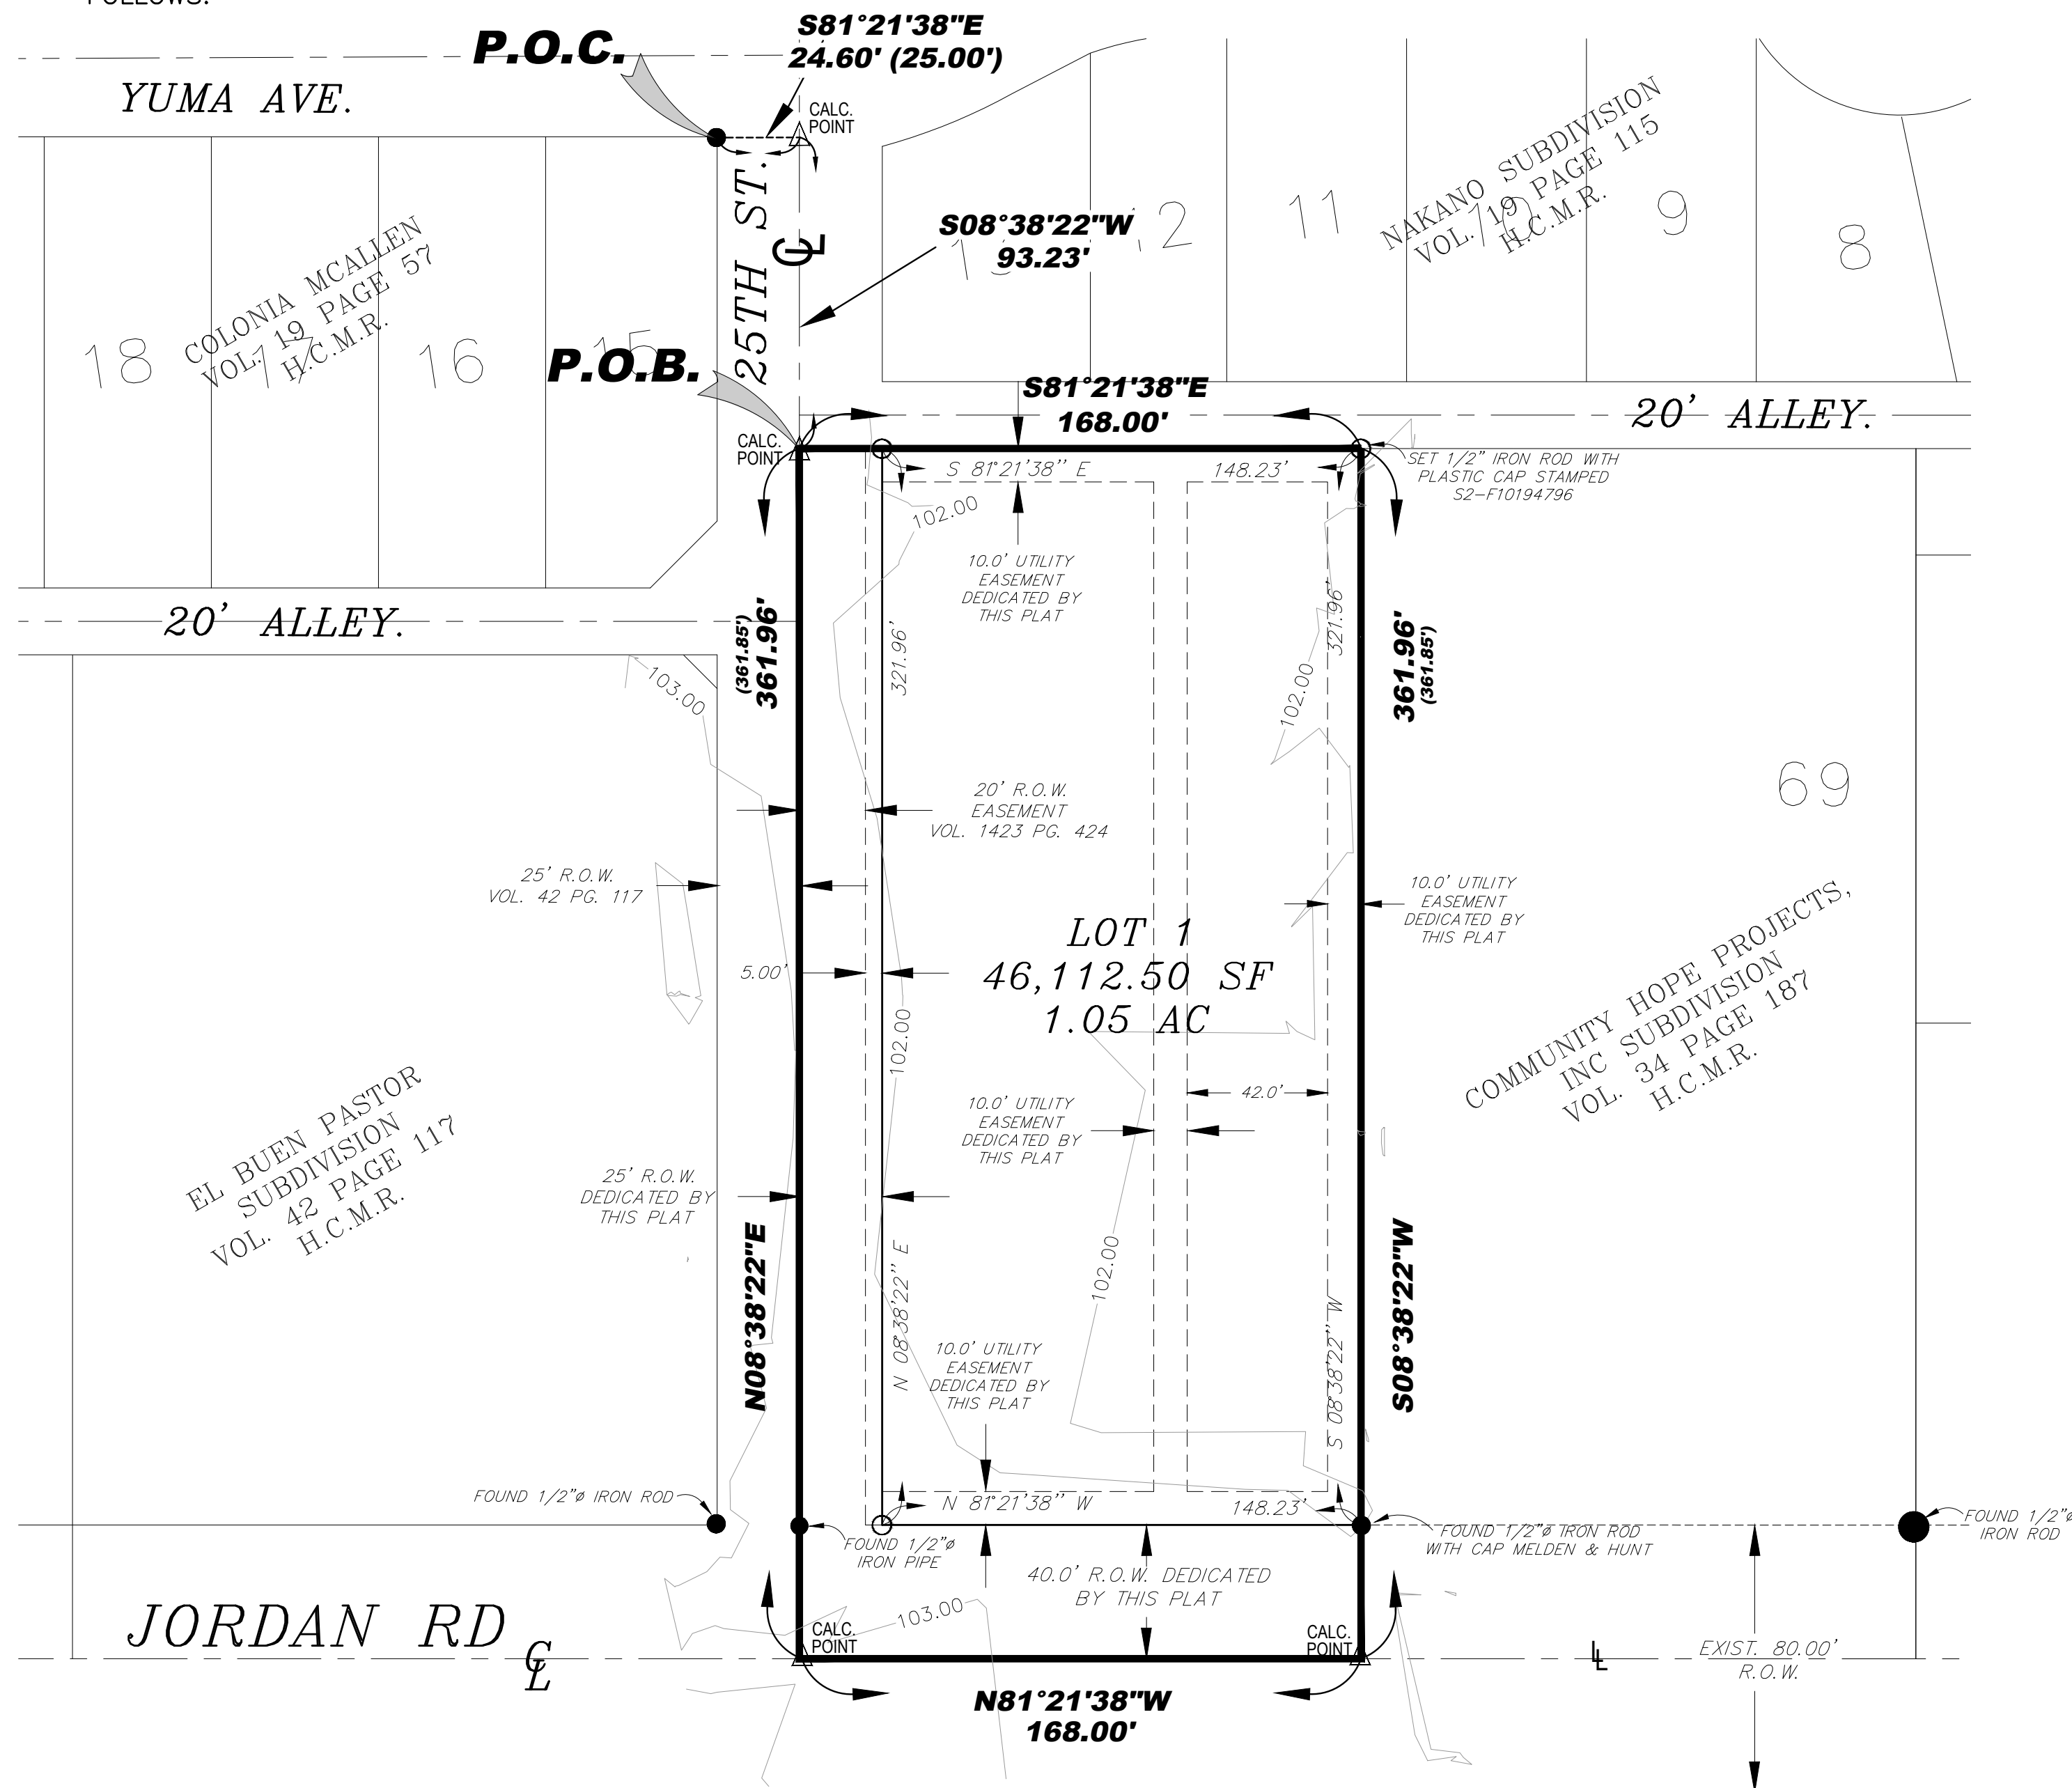 S81°21'38"E
24.60' (25.00')
P.O.C.
YUMA AVE.
CALC.
POINT
25TH ST.
S08°38'22"W
93.23'
NAKANO SUBDIVISION
VOL. 19 PAGE 115
H.C.M.R.
12
11
10
9
8
COLONIA MCALLEN
VOL. 19 PAGE 57
H.C.M.R.
18
17
16
15
P.O.B.
S81°21'38"E
168.00'
20' ALLEY.
CALC.
POINT
S 81°21'38" E
148.23'
SET 1/2" IRON ROD WITH
PLASTIC CAP STAMPED
S2-F10194796
102.00
10.0' UTILITY
EASEMENT
DEDICATED BY
THIS PLAT
20' ALLEY.
(361.85')
361.96'
321.96'
321.96'
361.96'
(361.85')
103.00
102.00
69
20' R.O.W.
EASEMENT
VOL. 1423 PG. 424
25' R.O.W.
VOL. 42 PG. 117
10.0' UTILITY
EASEMENT
DEDICATED BY
THIS PLAT
LOT 1
46,112.50 SF
1.05 AC
5.00'
102.00
COMMUNITY HOPE PROJECTS,
INC SUBDIVISION
VOL. 34 PAGE 187
H.C.M.R.
42.0'
10.0' UTILITY
EASEMENT
DEDICATED BY
THIS PLAT
EL BUEN PASTOR
SUBDIVISION
VOL. 42 PAGE 117
H.C.M.R.
25' R.O.W.
DEDICATED BY
THIS PLAT
102.00
N08°38'22"E
N 08°38'22" E
S 08°38'22" W
S08°38'22"W
10.0' UTILITY
EASEMENT
DEDICATED BY
THIS PLAT
FOUND 1/2"ø IRON ROD
N 81°21'38" W
148.23'
FOUND 1/2"ø
IRON PIPE
FOUND 1/2"ø IRON ROD
WITH CAP MELDEN & HUNT
FOUND 1/2"ø
IRON ROD
40.0' R.O.W. DEDICATED
BY THIS PLAT
103.00
JORDAN RD
CALC.
POINT
CALC.
POINT
EXIST. 80.00'
R.O.W.
N81°21'38"W
168.00'